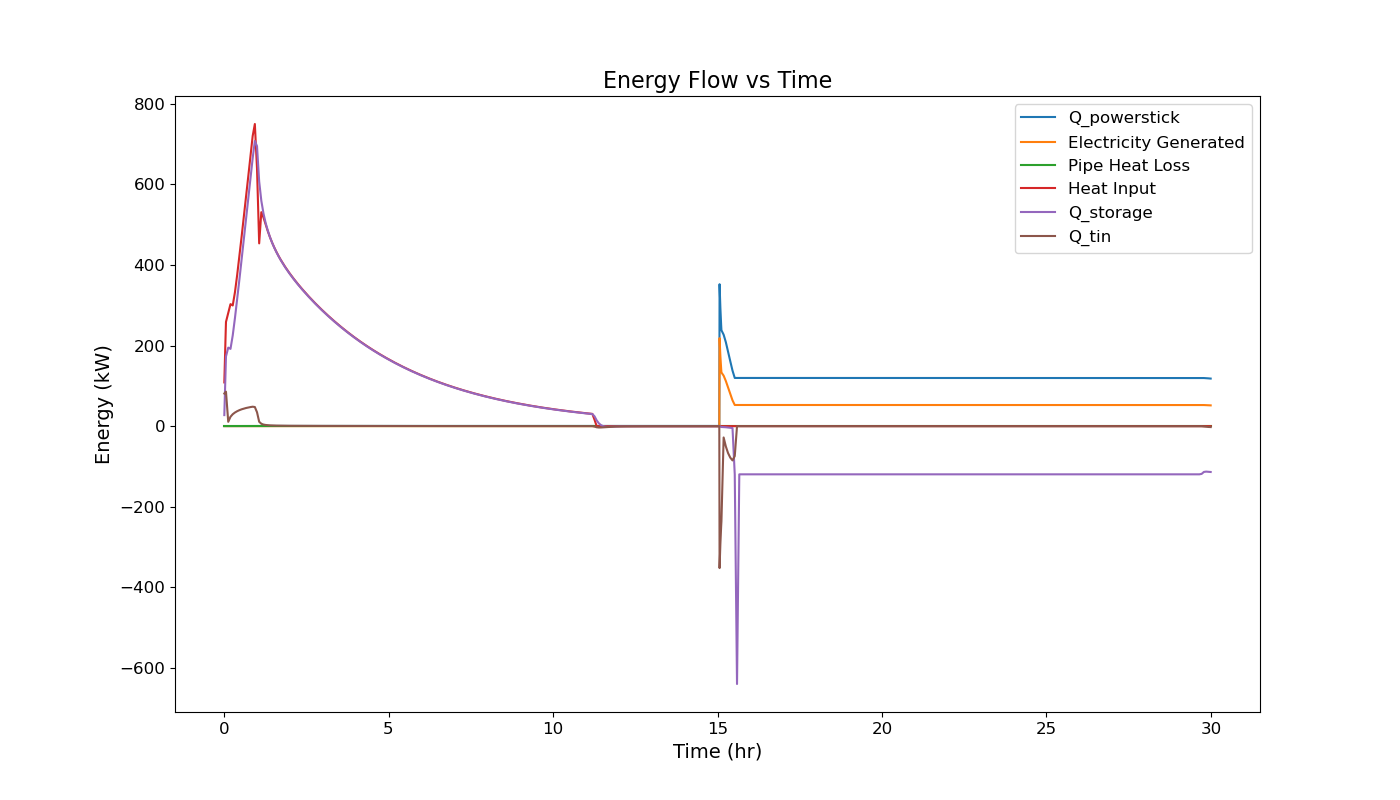 Energy Flow vs Time
Energy (kW)
800
600
400
200
0
−200
−400
−600
Q_powerstick
Electricity Generated
Pipe Heat Loss
Heat Input
Q_storage
Q_tin
0 5 10 15 20 25 30
Time (hr)